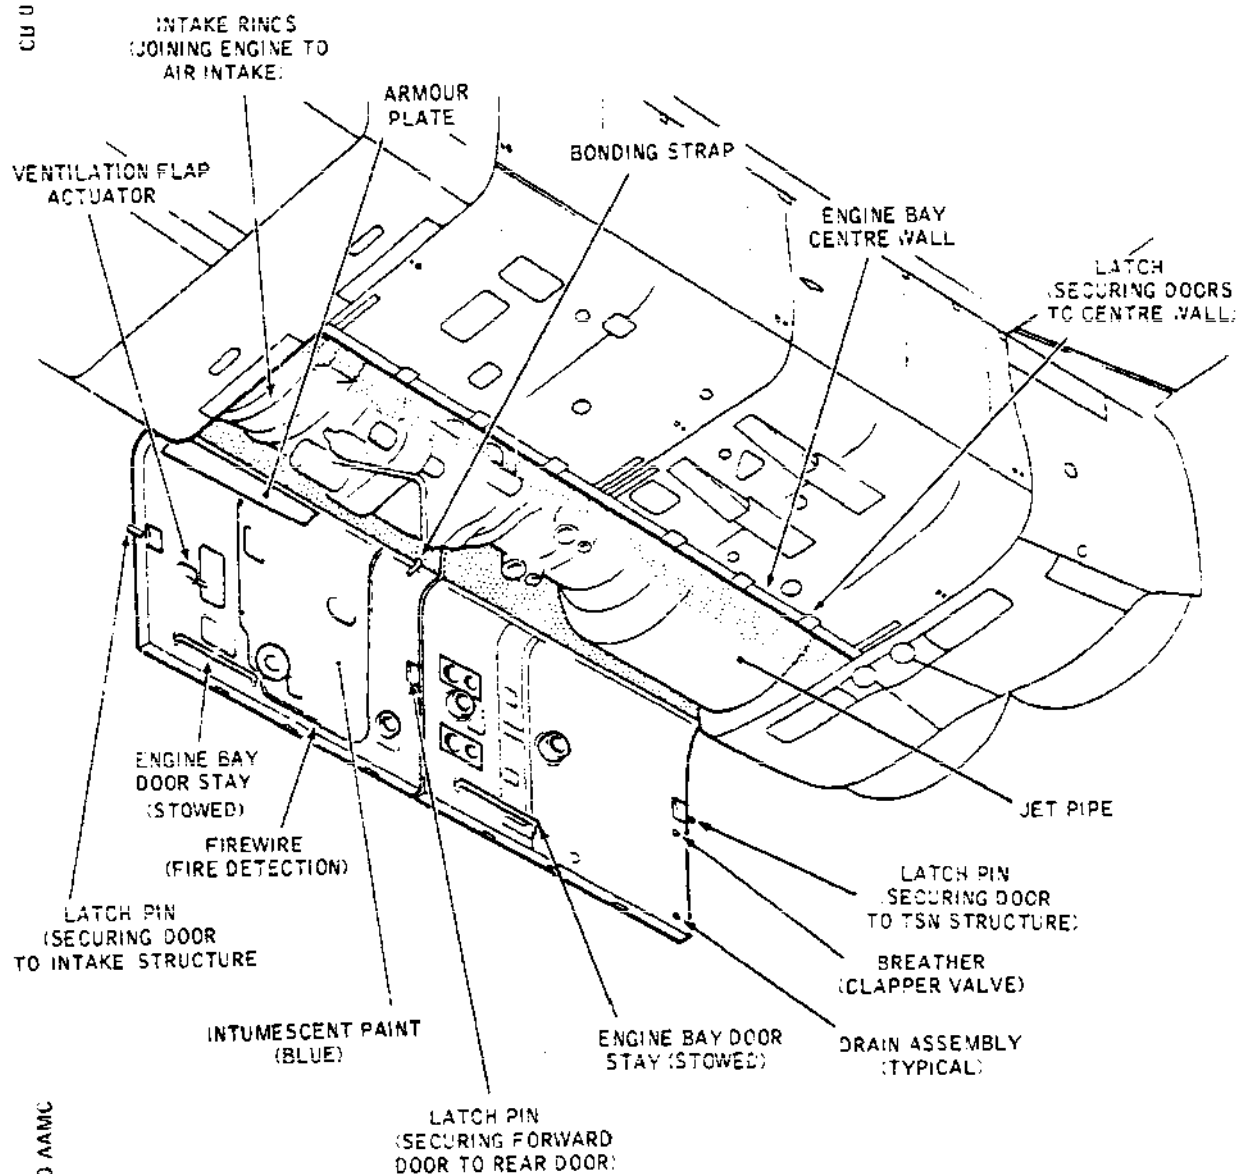 CU U
INTAKE RINGS
(JOINING ENGINE TO
AIR INTAKE)
ARMOUR
PLATE
BONDING STRAP
VENTILATION FLAP
ACTUATOR
ENGINE BAY
CENTRE WALL
LATCH
(SECURING DOORS
TO CENTRE WALL)
ENGINE BAY
DOOR STAY
(STOWED)
FIREWIRE
(FIRE DETECTION)
JET PIPE
LATCH PIN
(SECURING DOOR
TO TSN STRUCTURE)
LATCH PIN
(SECURING DOOR
TO INTAKE STRUCTURE
BREATHER
(CLAPPER VALVE)
INTUMESCENT PAINT
(BLUE)
ENGINE BAY DOOR
STAY (STOWED)
DRAIN ASSEMBLY
(TYPICAL)
LATCH PIN
(SECURING FORWARD
DOOR TO REAR DOOR)
AAMC